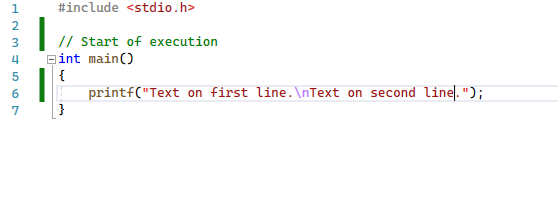 1 #include <stdio.h>
2
3 // Start of execution
4 int main()
5 {
6     printf("Text on first line.\nText on second line.");
7 }